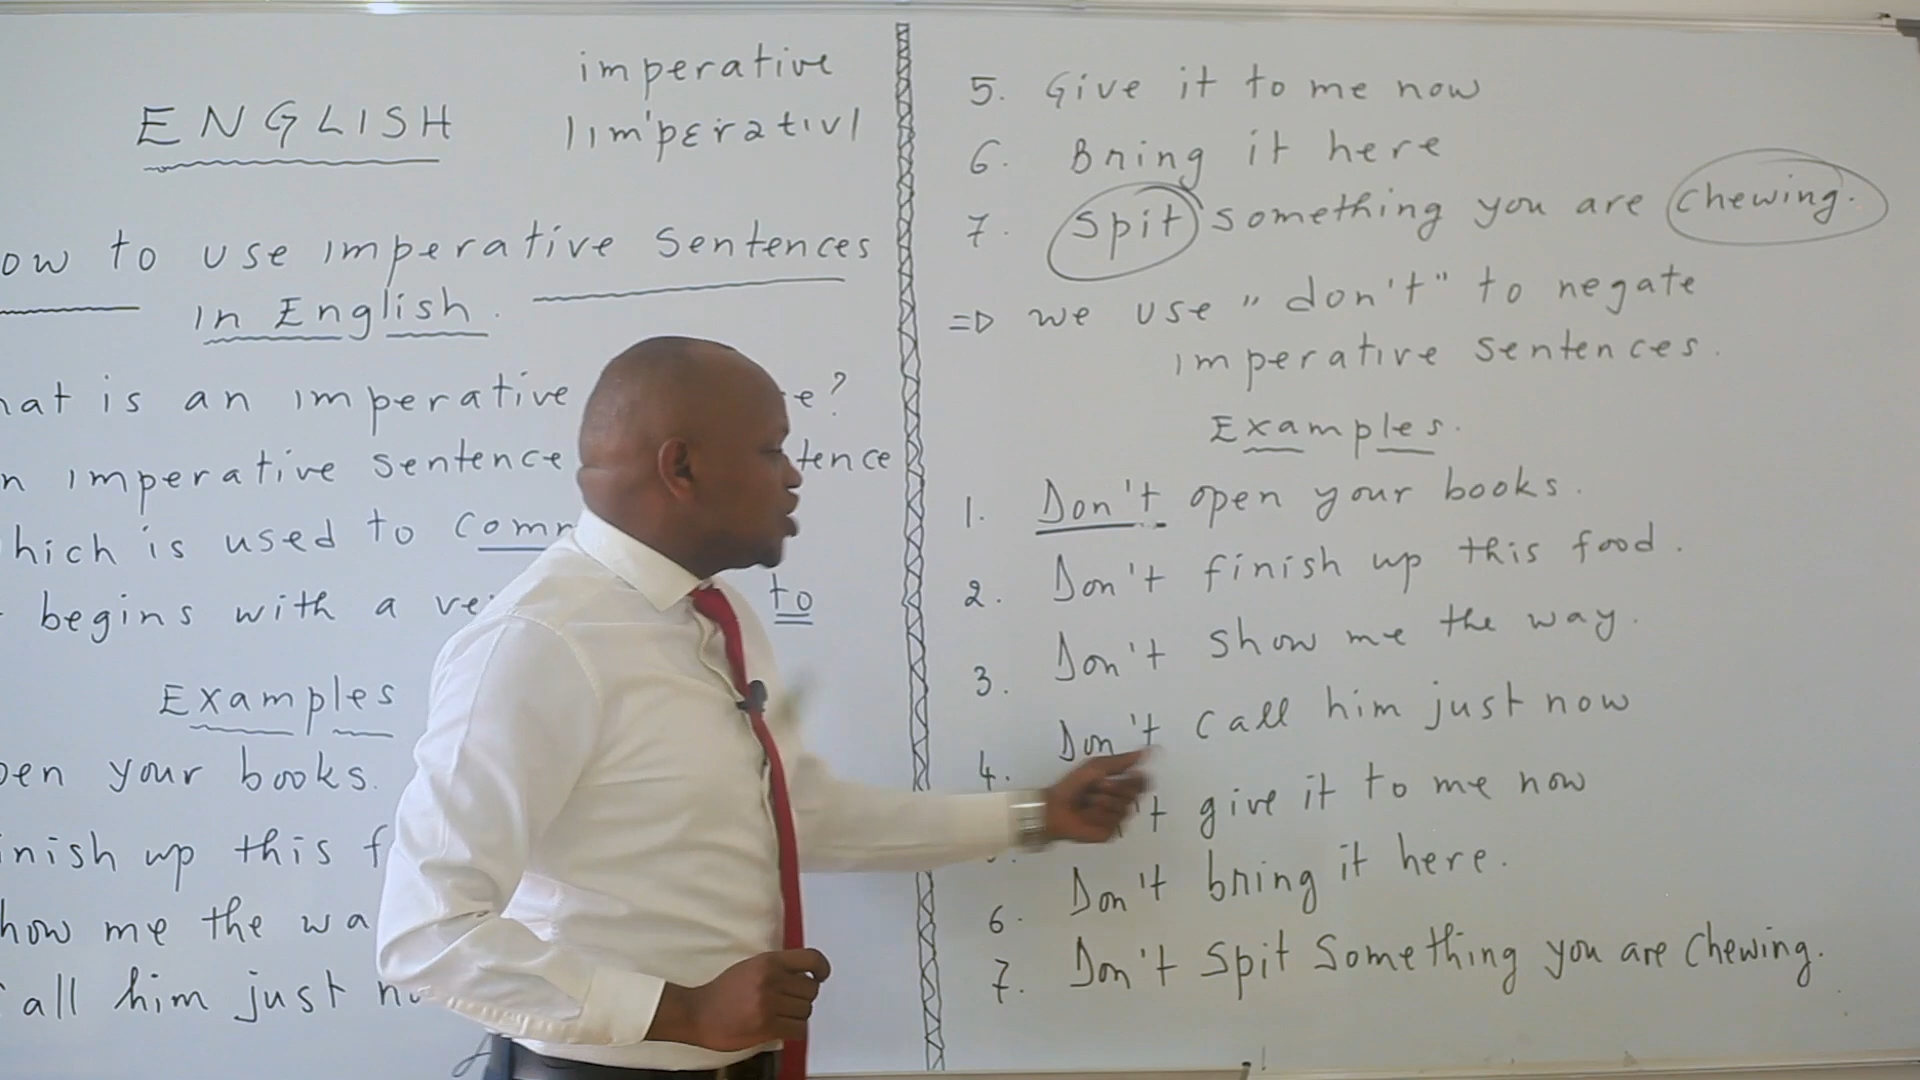 ENGLISH
imperative
/ɪm'pɛrətɪv/
ow to use imperative sentences
in English.
hat is an imperative e?
n imperative sentence tence
hich is used to comm
begins with a ve to
Examples
pen your books.
inish up this f
how me the wa
call him just no
5. Give it to me now
6. Bring it here
7. Spit something you are chewing.
=> we use "don't" to negate
imperative sentences.
Examples.
1. Don't open your books.
2. Don't finish up this food.
3. Don't show me the way.
4. Don't call him just now
't give it to me now
6. Don't bring it here.
7. Don't spit something you are chewing.